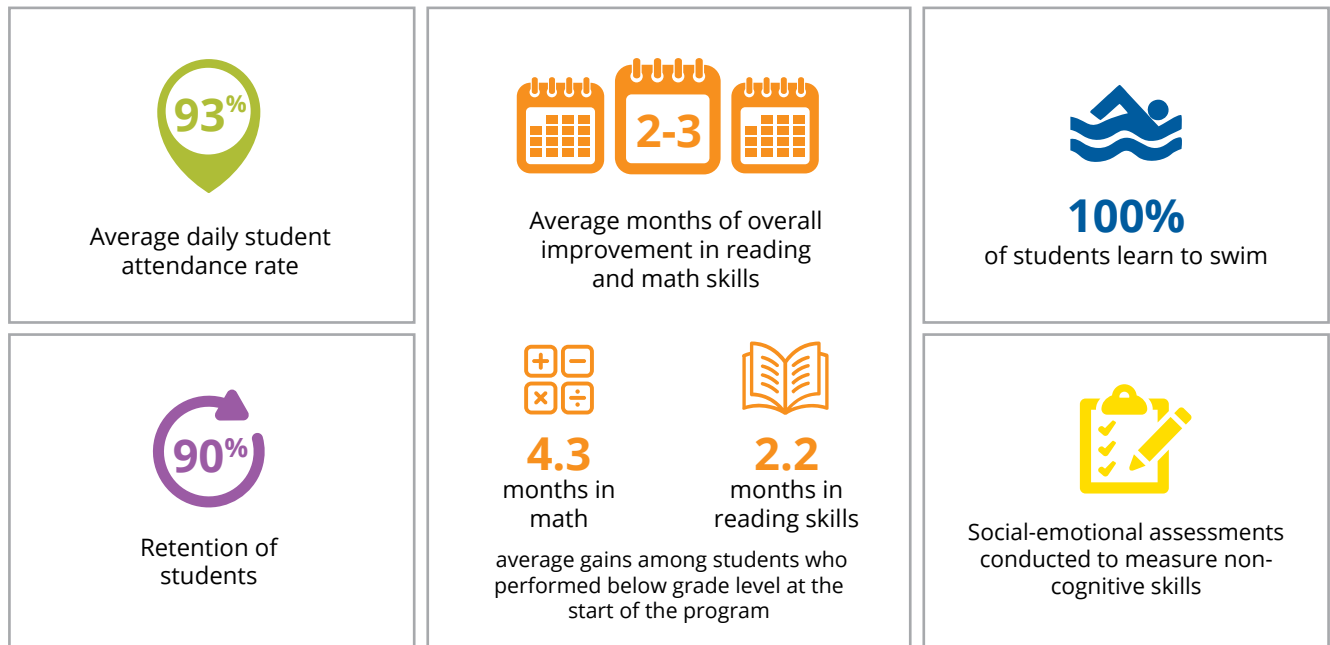 93%
Average daily student
attendance rate
90%
Retention of
students
2-3
Average months of overall
improvement in reading
and math skills
4.3
months in
math
2.2
months in
reading skills
average gains among students who
performed below grade level at the
start of the program
100%
of students learn to swim
Social-emotional assessments
conducted to measure non-
cognitive skills